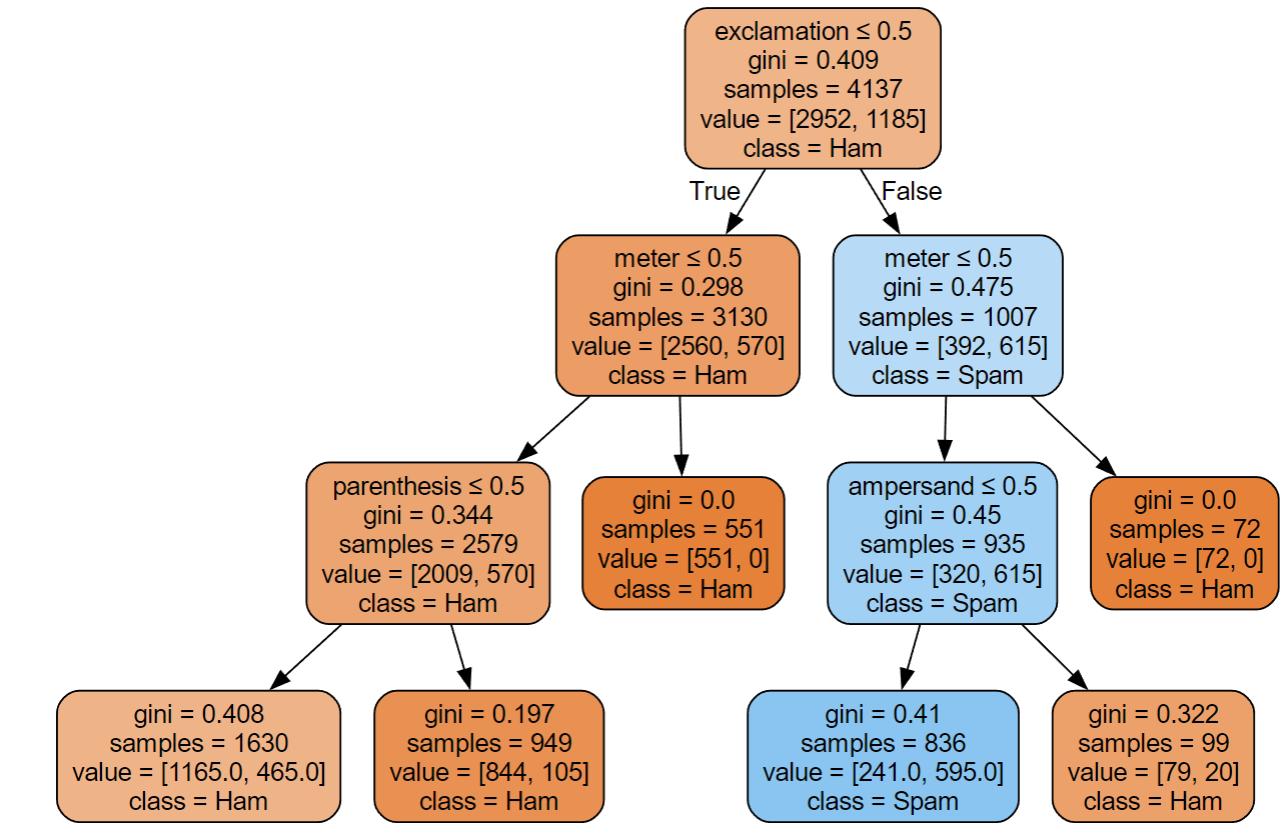 exclamation ≤ 0.5
gini = 0.409
samples = 4137
value = [2952, 1185]
class = Ham
True
False
meter ≤ 0.5
gini = 0.298
samples = 3130
value = [2560, 570]
class = Ham
meter ≤ 0.5
gini = 0.475
samples = 1007
value = [392, 615]
class = Spam
parenthesis ≤ 0.5
gini = 0.344
samples = 2579
value = [2009, 570]
class = Ham
gini = 0.0
samples = 551
value = [551, 0]
class = Ham
ampersand ≤ 0.5
gini = 0.45
samples = 935
value = [320, 615]
class = Spam
gini = 0.0
samples = 72
value = [72, 0]
class = Ham
gini = 0.408
samples = 1630
value = [1165.0, 465.0]
class = Ham
gini = 0.197
samples = 949
value = [844, 105]
class = Ham
gini = 0.41
samples = 836
value = [241.0, 595.0]
class = Spam
gini = 0.322
samples = 99
value = [79, 20]
class = Ham